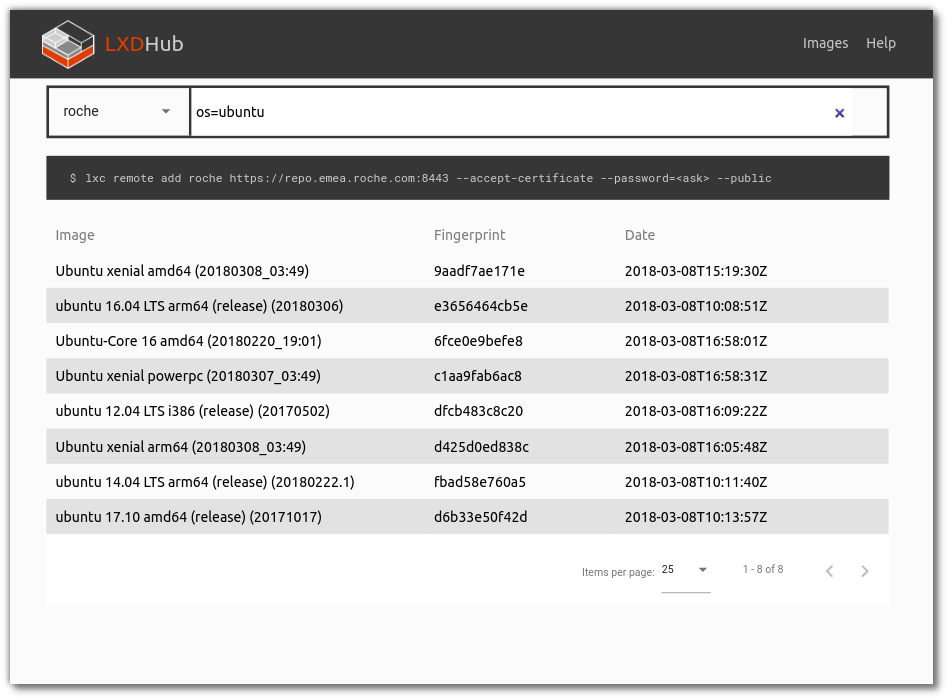 LXDHub Images Help
roche os=ubuntu ×
$ lxc remote add roche https://repo.emea.roche.com:8443 --accept-certificate --password=<ask> --public
Image Fingerprint Date
Ubuntu xenial amd64 (20180308_03:49) 9aadf7ae171e 2018-03-08T15:19:30Z
ubuntu 16.04 LTS arm64 (release) (20180306) e3656464cb5e 2018-03-08T10:08:51Z
Ubuntu-Core 16 amd64 (20180220_19:01) 6fce0e9befe8 2018-03-08T16:58:01Z
Ubuntu xenial powerpc (20180307_03:49) c1aa9fab6ac8 2018-03-08T16:58:31Z
ubuntu 12.04 LTS i386 (release) (20170502) dfcb483c8c20 2018-03-08T16:09:22Z
Ubuntu xenial arm64 (20180308_03:49) d425d0ed838c 2018-03-08T16:05:48Z
ubuntu 14.04 LTS arm64 (release) (20180222.1) fbad58e760a5 2018-03-08T10:11:40Z
ubuntu 17.10 amd64 (release) (20171017) d6b33e50f42d 2018-03-08T10:13:57Z
Items per page: 25 1 - 8 of 8